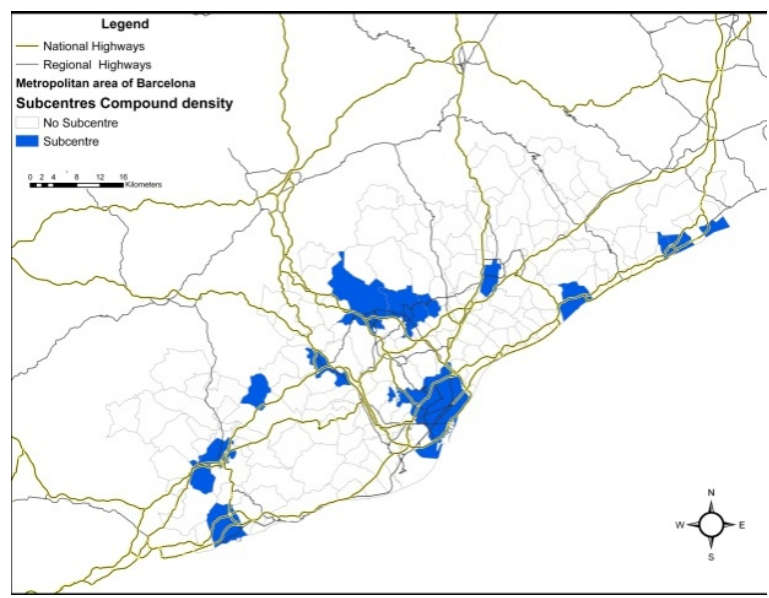 Legend
National Highways
Regional Highways
Metropolitan area of Barcelona
Subcentres Compound density
No Subcentre
Subcentre
0 2 4 8 12 16
Kilometers
N
W E
S